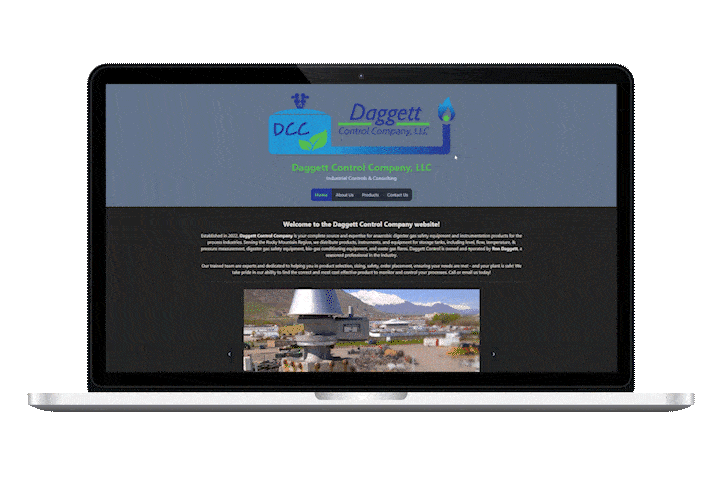 DCC
Daggett
Control Company, LLC
Daggett Control Company, LLC
Industrial Controls & Consulting
Home About Us Products Contact Us
Welcome to the Daggett Control Company website!
Established in 2022, Daggett Control Company is your complete source and expertise for anaerobic digester gas safety equipment and instrumentation products for the
process industries. Serving the Rocky Mountain Region, we distribute products, instruments, and equipment for storage tanks, including level, flow, temperature, &
pressure measurement, digester gas safety equipment, bio-gas conditioning equipment, and waste gas flares. Daggett Control is owned and operated by Ron Daggett, a
seasoned professional in the industry.
Our trained team are experts and dedicated to helping you in product selection, sizing, safety, order placement, ensuring your needs are met - and your plant is safe! We
take pride in our ability to find the correct and most cost effective product to monitor and control your processes. Call or email us today!